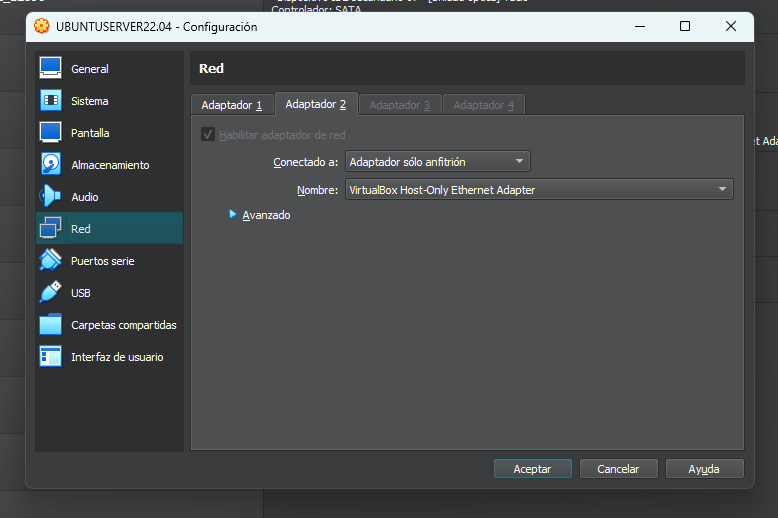 Controlador: SATA
UBUNTUSERVER22.04 - Configuración
General
Sistema
Pantalla
Almacenamiento
Audio
Red
Puertos serie
USB
Carpetas compartidas
Interfaz de usuario
Red
Adaptador 1 Adaptador 2 Adaptador 3 Adaptador 4
Habilitar adaptador de red
Conectado a: Adaptador sólo anfitrión
Nombre: VirtualBox Host-Only Ethernet Adapter
Avanzado
Aceptar Cancelar Ayuda